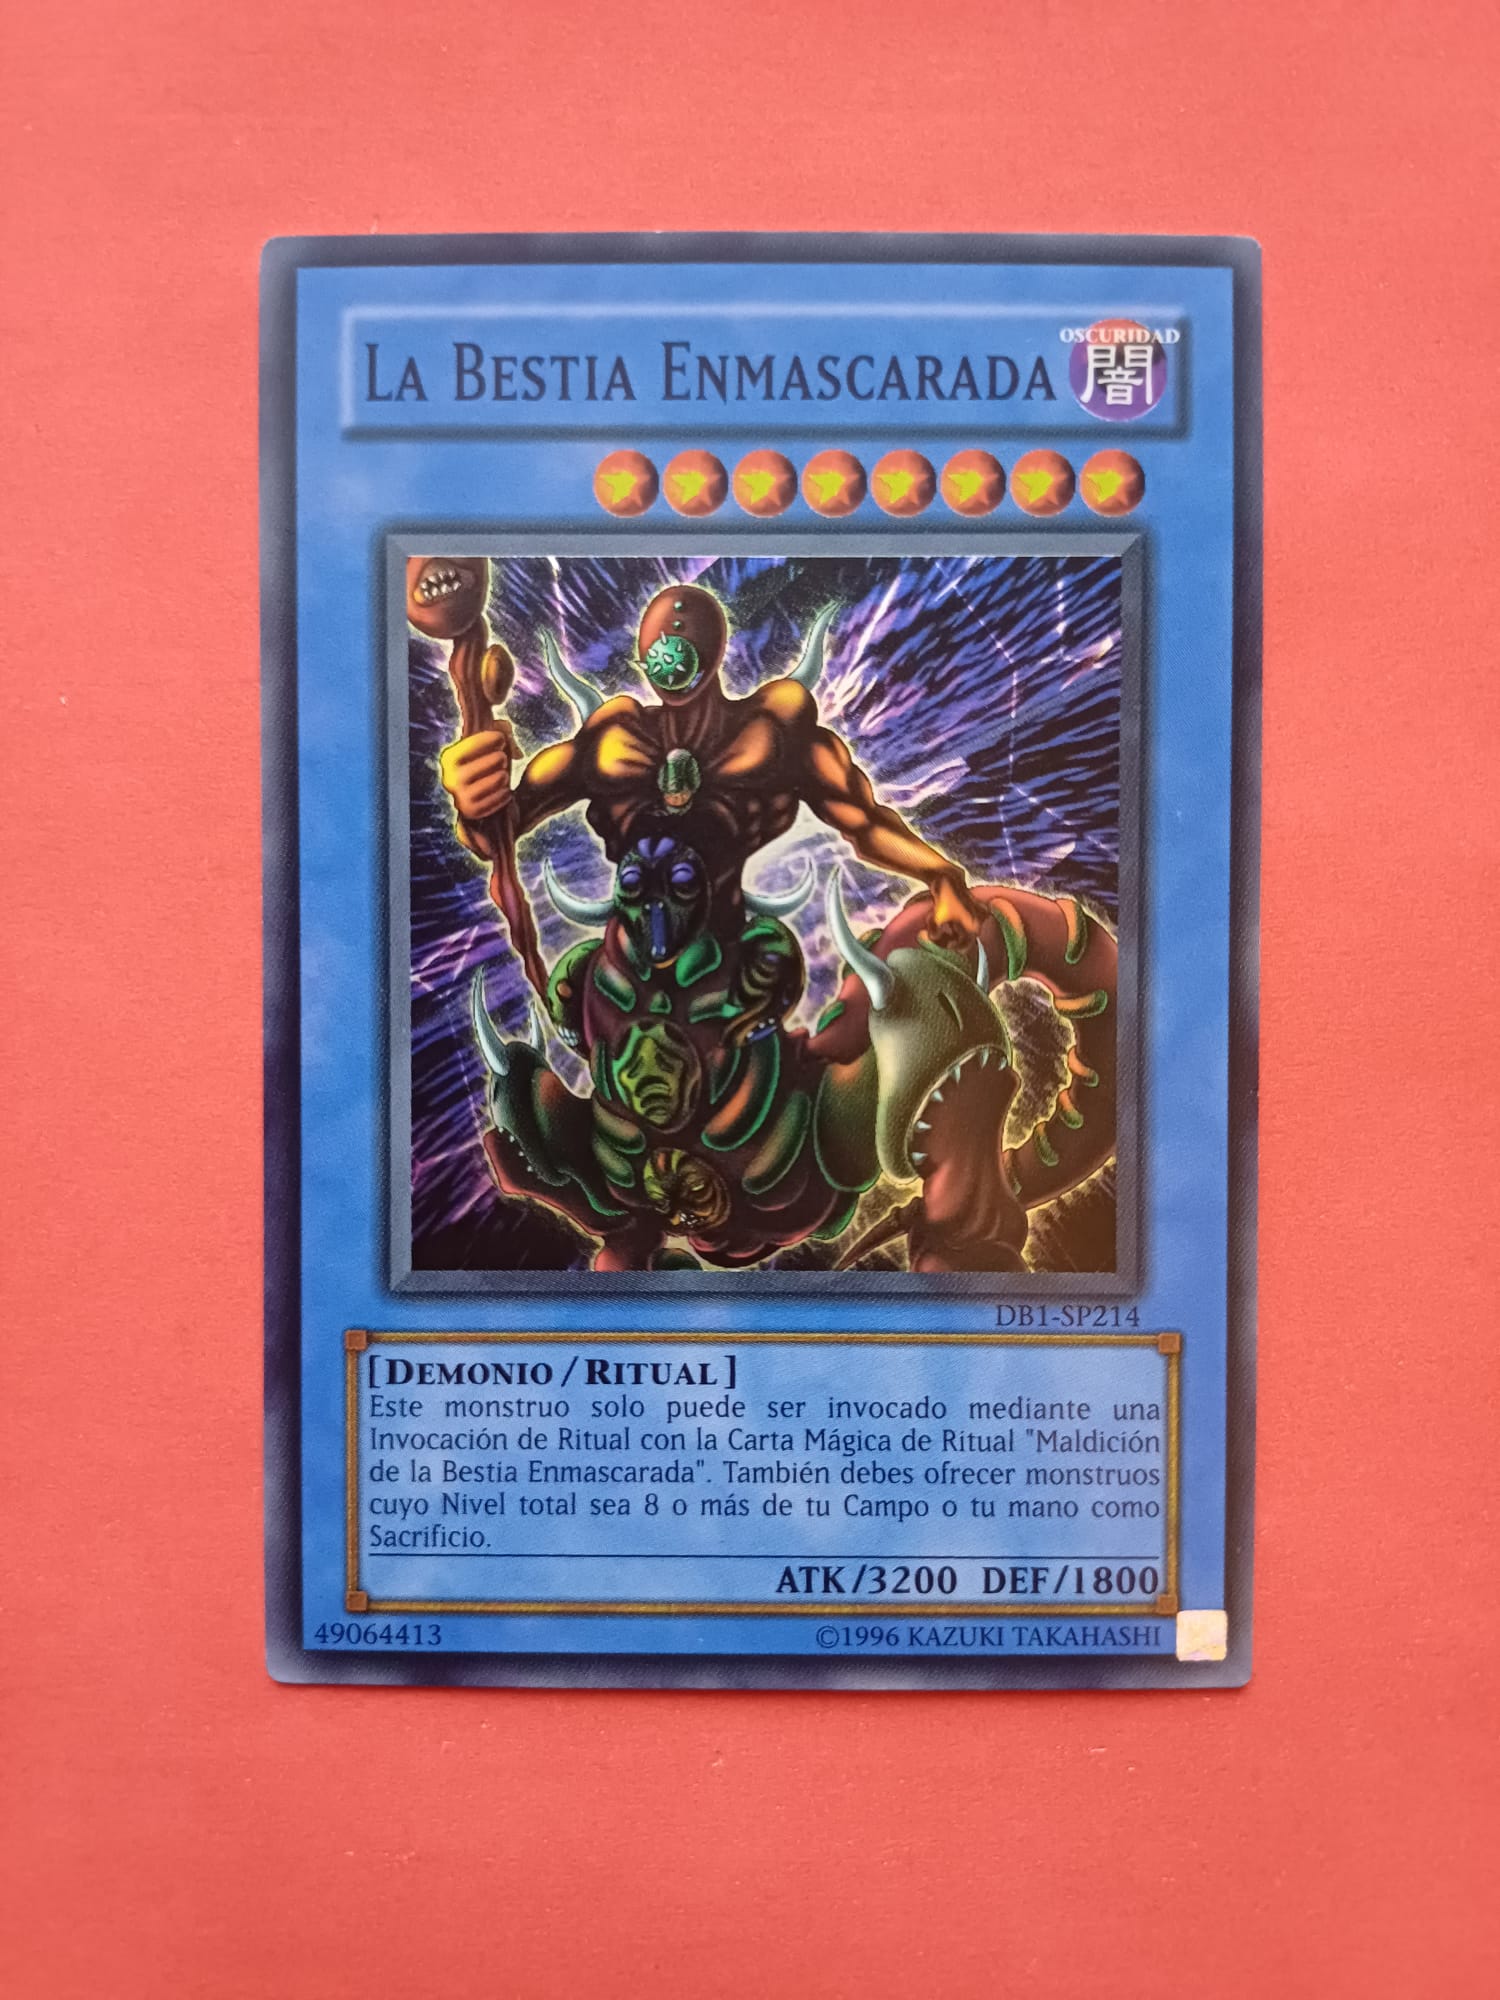 LA BESTIA ENMASCARADA
OSCURIDAD
闇
DB1-SP214
[DEMONIO/RITUAL]
Este monstruo solo puede ser invocado mediante una
Invocación de Ritual con la Carta Mágica de Ritual "Maldición
de la Bestia Enmascarada". También debes ofrecer monstruos
cuyo Nivel total sea 8 o más de tu Campo o tu mano como
Sacrificio.
ATK/3200 DEF/1800
49064413
©1996 KAZUKI TAKAHASHI